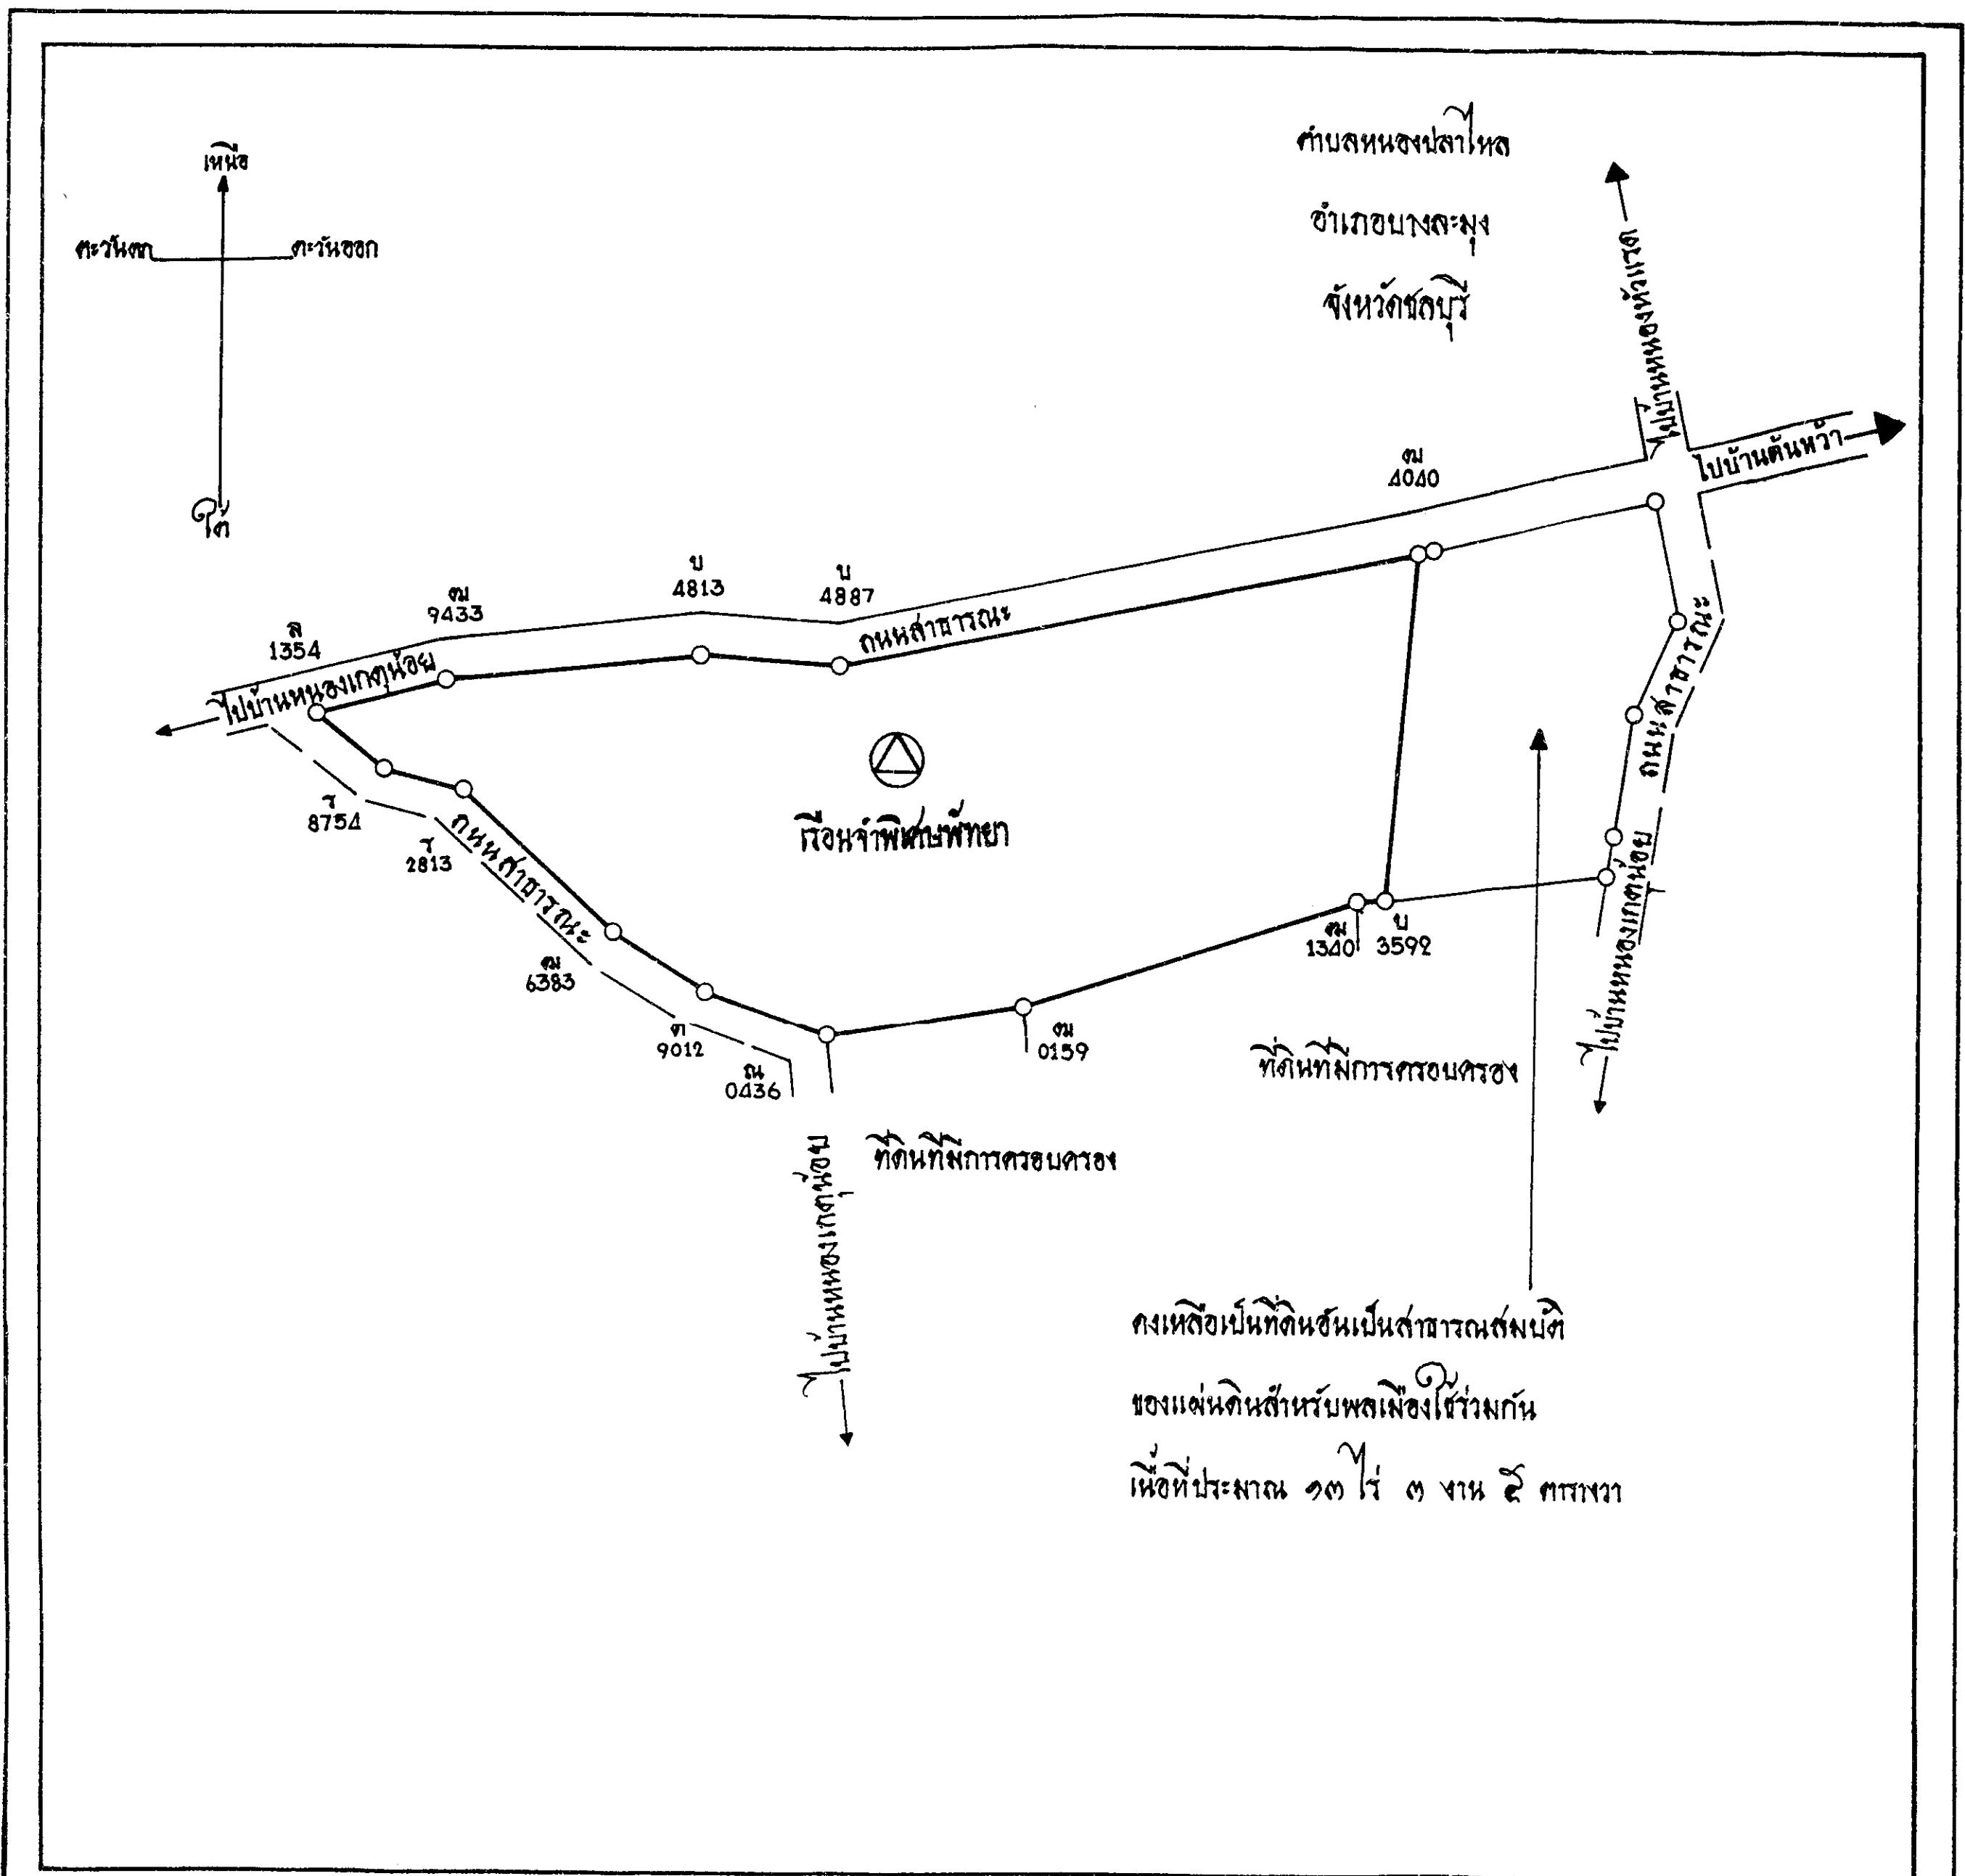 ตำบลหนองปลาไหล
อำเภอบางละมุง
จังหวัดชลบุรี
เหนือ
ตะวันตก
ตะวันออก
ใต้
ไปบ้านหนองหัวแรด
ไปบ้านต้นหว้า
ฆ
4040
บ
4813
บ
4887
ฆ
9433
ล
1354
ถนนสาธารณะ
ไปบ้านหนองเกตุน้อย
ถนนสาธารณะ
เรือนจำพิเศษพัทยา
ร
8754
ร
2813
ถนนสาธารณะ
ฆ
6383
ต
9012
ณ
0436
ฆ
0159
ฆ
1340
บ
3592
ไปบ้านหนองเกตุน้อย
ที่ดินที่มีการครอบครอง
ที่ดินที่มีการครอบครอง
ไปบ้านหนองเกตุน้อย
คงเหลือเป็นที่ดินอันเป็นสาธารณสมบัติ
ของแผ่นดินสำหรับพลเมืองใช้ร่วมกัน
เนื้อที่ประมาณ ๑๓ ไร่ ๓ งาน ๕ ตารางวา